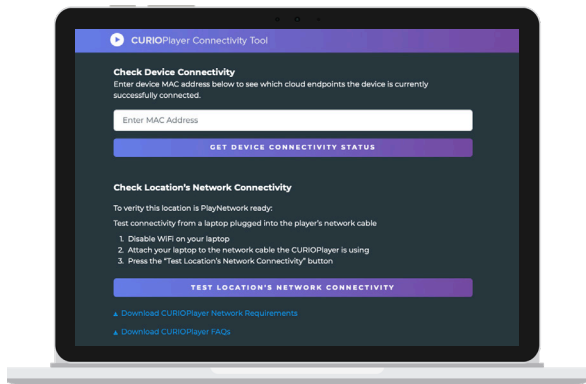 CURIOPlayer Connectivity Tool
Check Device Connectivity
Enter device MAC address below to see which cloud endpoints the device is currently
successfully connected.
Enter MAC Address
GET DEVICE CONNECTIVITY STATUS
Check Location's Network Connectivity
To verity this location is PlayNetwork ready:
Test connectivity from a laptop plugged into the player's network cable
1. Disable WiFi on your laptop
2. Attach your laptop to the network cable the CURIOPlayer is using
3. Press the "Test Location's Network Connectivity" button
TEST LOCATION'S NETWORK CONNECTIVITY
▲ Download CURIOPlayer Network Requirements
▲ Download CURIOPlayer FAQs